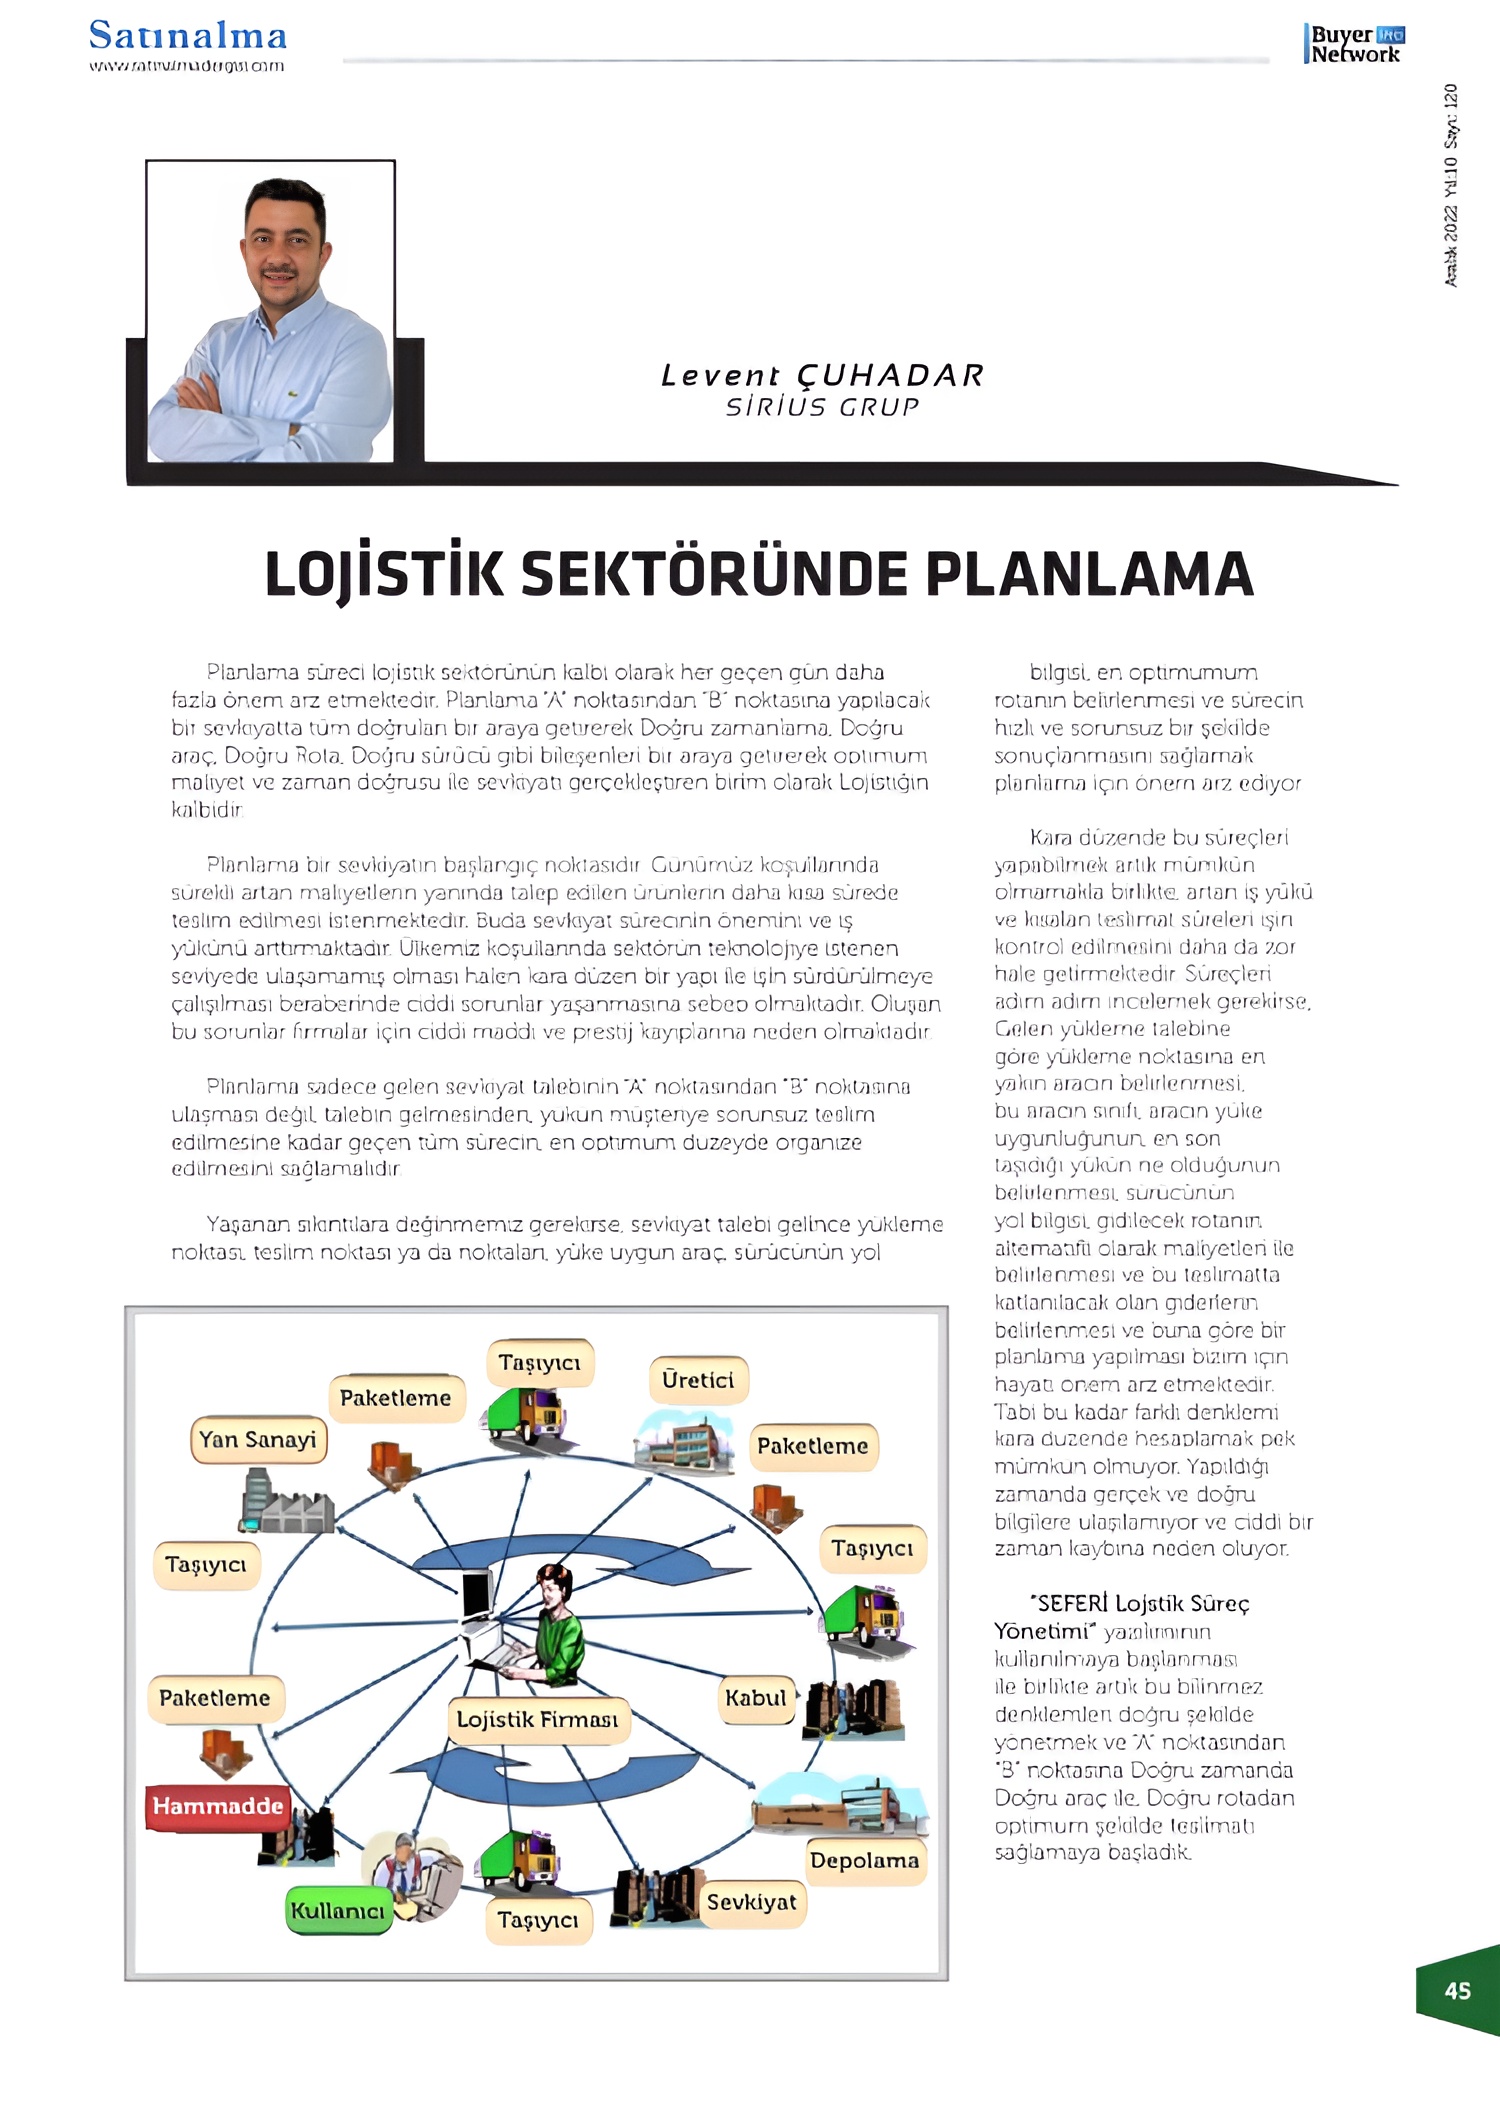 Satınalma
www.satinalmadergisi.com
Buyer
Network
Aralık 2022 Yıl:10 Sayı: 120
Levent ÇUHADAR
SİRİUS GRUP
LOJİSTİK SEKTÖRÜNDE PLANLAMA
Planlama süreci lojistik sektörünün kalbi olarak her geçen gün daha
fazla önem arz etmektedir. Planlama "A" noktasından "B" noktasına yapılacak
bir sevkiyatta tüm doğruları bir araya getirerek Doğru zamanlama, Doğru
araç, Doğru Rota, Doğru sürücü gibi bileşenleri bir araya getirerek optimum
maliyet ve zaman doğrusu ile sevkiyatı gerçekleştiren birim olarak Lojistiğin
kalbidir.
Planlama bir sevkiyatın başlangıç noktasıdır. Günümüz koşullarında
sürekli artan maliyetlerin yanında talep edilen ürünlerin daha kısa sürede
teslim edilmesi istenmektedir. Buda sevkiyat sürecinin önemini ve iş
yükünü arttırmaktadır. Ülkemiz koşullarında sektörün teknolojiye istenen
seviyede ulaşamamış olması halen kara düzen bir yapı ile işin sürdürülmeye
çalışılması beraberinde ciddi sorunlar yaşanmasına sebep olmaktadır. Oluşan
bu sorunlar firmalar için ciddi maddi ve prestij kayıplarına neden olmaktadır.
Planlama sadece gelen sevkiyat talebinin "A" noktasından "B" noktasına
ulaşması değil, talebin gelmesinden, yükün müşteriye sorunsuz teslim
edilmesine kadar geçen tüm sürecin, en optimum düzeyde organize
edilmesini sağlamalıdır.
Yaşanan sıkıntılara değinmemiz gerekirse, sevkiyat talebi gelince yükleme
noktası, teslim noktası ya da noktaları, yüke uygun araç, sürücünün yol
bilgisi, en optimumum
rotanın belirlenmesi ve sürecin
hızlı ve sorunsuz bir şekilde
sonuçlanmasını sağlamak
planlama için önem arz ediyor
Kara düzende bu süreçleri
yapabilmek artık mümkün
olmamakla birlikte, artan iş yükü
ve kısalan teslimat süreleri işin
kontrol edilmesini daha da zor
hale getirmektedir. Süreçleri
adım adım incelemek gerekirse,
Gelen yükleme talebine
göre yükleme noktasına en
yakın aracın belirlenmesi,
bu aracın sınıfı, aracın yüke
uygunluğunun, en son
taşıdığı yükün ne olduğunun
belirlenmesi, sürücünün
yol bilgisi, gidilecek rotanın,
alternatifli olarak maliyetleri ile
belirlenmesi ve bu teslimatta
katlanılacak olan giderlerin
belirlenmesi ve buna göre bir
planlama yapılması bizim için
hayati önem arz etmektedir.
Tabi bu kadar farklı denklemi
kara düzende hesaplamak pek
mümkün olmuyor. Yapıldığı
zamanda gerçek ve doğru
bilgilere ulaşılamıyor ve ciddi bir
zaman kaybına neden oluyor.
"SEFERİ Lojstik Süreç
Yönetimi" yazılımının
kullanılmaya başlanması
ile birlikte artık bu bilinmez
denklemleri doğru şekilde
yönetmek ve "A" noktasından
"B" noktasına Doğru zamanda
Doğru araç ile, Doğru rotadan
optimum şekilde teslimatı
sağlamaya başladık.
Taşıyıcı
Üretici
Paketleme
Yan Sanayi
Paketleme
Taşıyıcı
Taşıyıcı
Paketleme
Kabul
Lojistik Firması
Hammadde
Depolama
Kullanıcı
Taşıyıcı
Sevkiyat
45